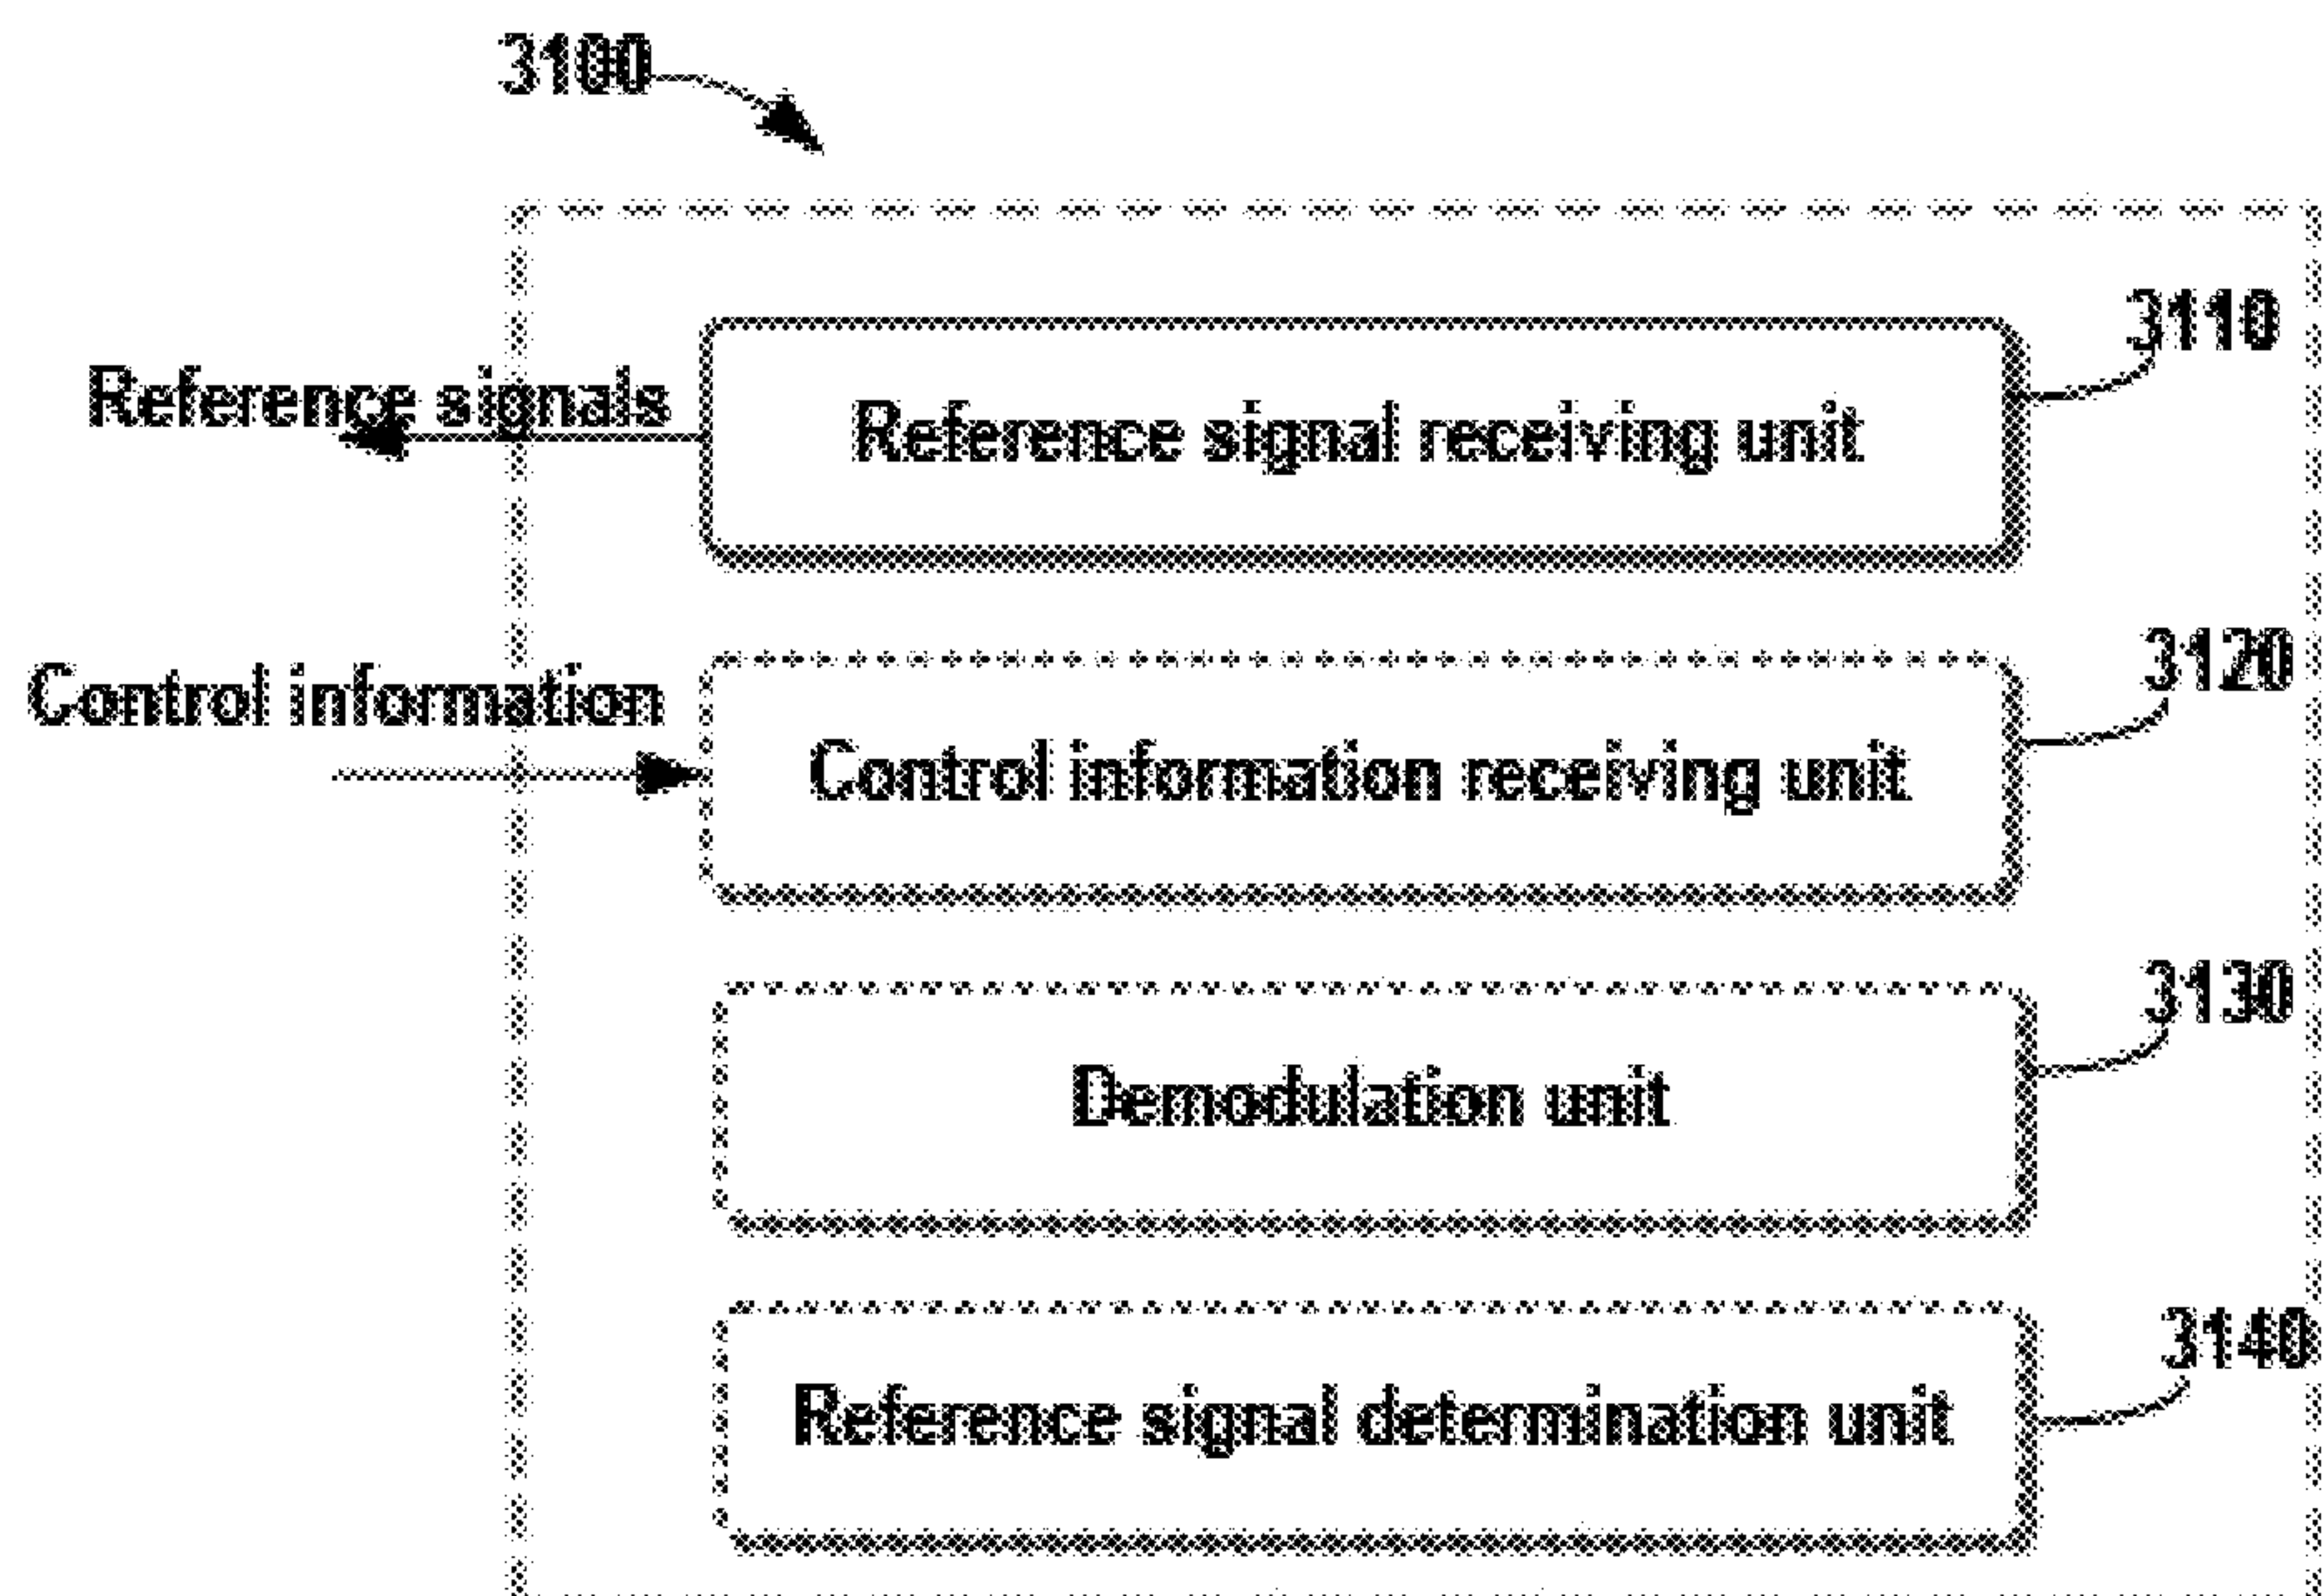 3100
3110
Reference signals
Reference signal receiving unit
3120
Control information
Control information receiving unit
3130
Demodulation unit
3140
Reference signal determination unit